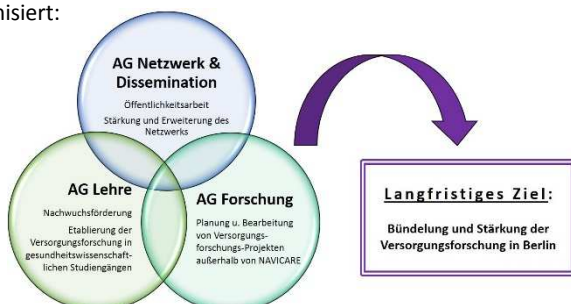 nisiert:
AG Netzwerk &
Dissemination
Öffentlichkeitsarbeit
Stärkung und Erweiterung des
Netzwerks
AG Lehre
Nachwuchsförderung
Etablierung der
Versorgungsforschung in
gesundheitswissenschaft-
lichen Studiengängen
AG Forschung
Planung u. Bearbeitung
von Versorgungs-
forschungs-Projekten
außerhalb von NAVICARE
Langfristiges Ziel:
Bündelung und Stärkung der
Versorgungsforschung in Berlin